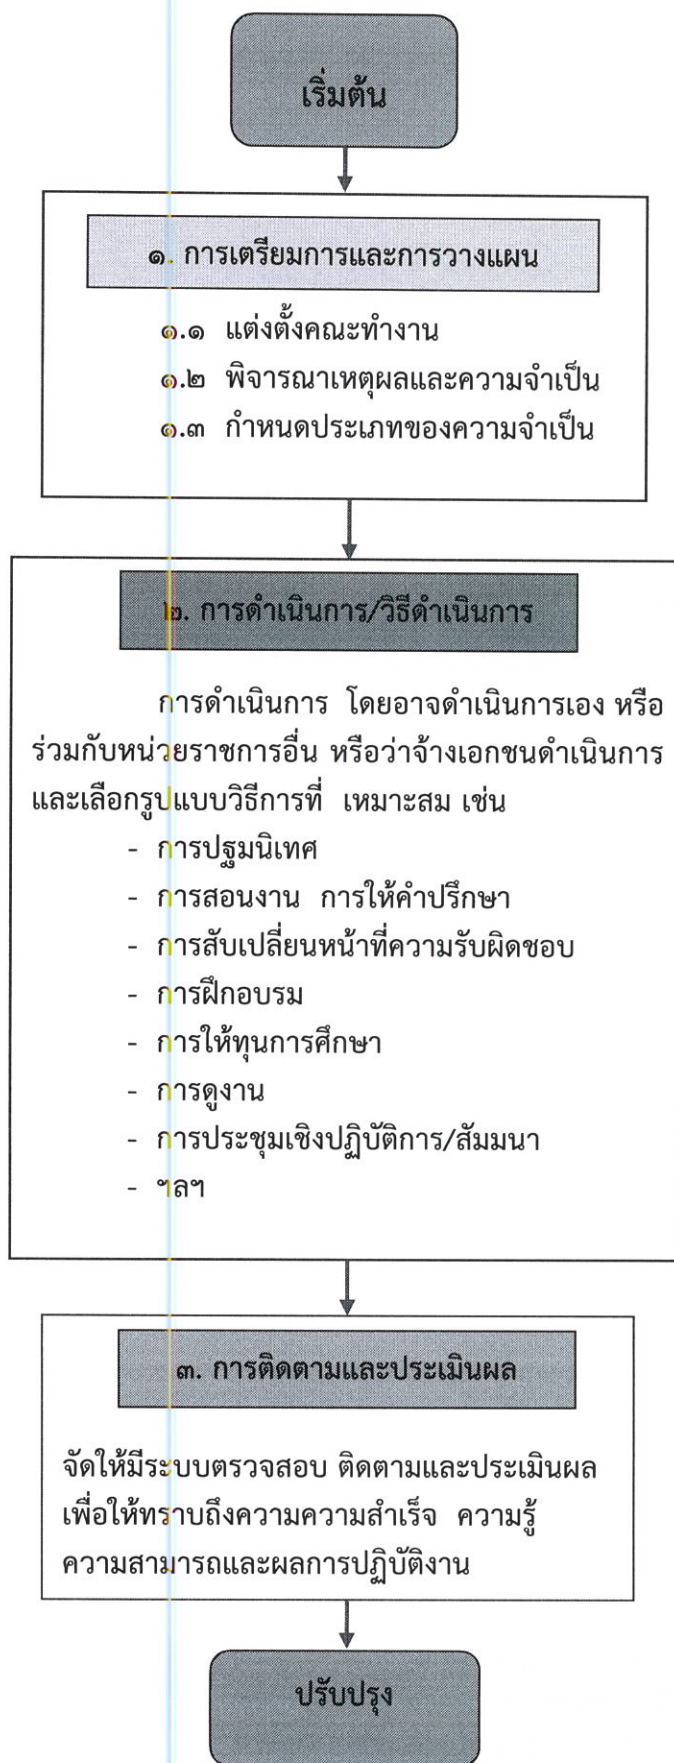 เริ่มต้น
๑. การเตรียมการและการวางแผน
๑.๑ แต่งตั้งคณะทำงาน
๑.๒ พิจารณาเหตุผลและความจำเป็น
๑.๓ กำหนดประเภทของความจำเป็น
๒. การดำเนินการ/วิธีดำเนินการ
การดำเนินการ โดยอาจดำเนินการเอง หรือ
ร่วมกับหน่วยราชการอื่น หรือว่าจ้างเอกชนดำเนินการ
และเลือกรูปแบบวิธีการที่ เหมาะสม เช่น
- การปฐมนิเทศ
- การสอนงาน การให้คำปรึกษา
- การสับเปลี่ยนหน้าที่ความรับผิดชอบ
- การฝึกอบรม
- การให้ทุนการศึกษา
- การดูงาน
- การประชุมเชิงปฏิบัติการ/สัมมนา
- ฯลฯ
๓. การติดตามและประเมินผล
จัดให้มีระบบตรวจสอบ ติดตามและประเมินผล
เพื่อให้ทราบถึงความความสำเร็จ ความรู้
ความสามารถและผลการปฏิบัติงาน
ปรับปรุง